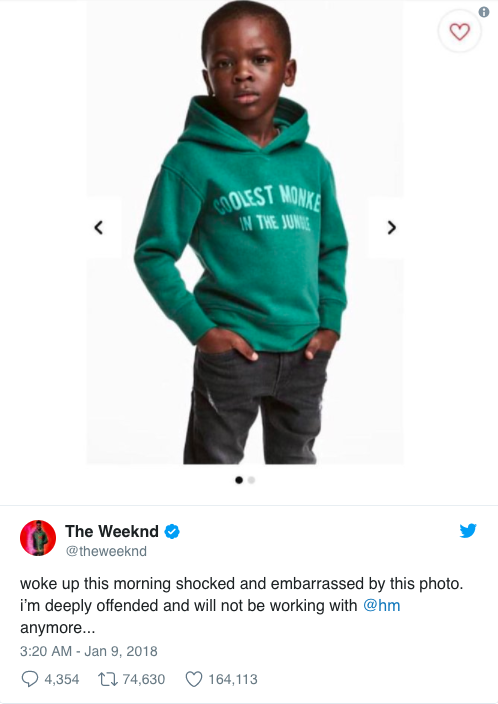 COOLEST MONKE
IN THE JUNGLE
The Weeknd
@theweeknd
woke up this morning shocked and embarrassed by this photo.
i'm deeply offended and will not be working with @hm
anymore...
3:20 AM - Jan 9, 2018
4,354 74,630 164,113